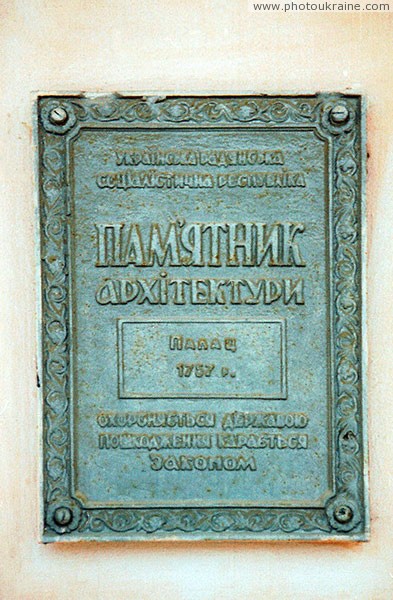 www.photoukraine.com
УКРАЇНСЬКА РАДЯНСЬКА
СОЦІАЛІСТИЧНА РЕСПУБЛІКА
ПАМ'ЯТНИК
АРХІТЕКТУРИ
ПАЛАЦ
1757 р.
ОХОРОНЯЄТЬСЯ ДЕРЖАВОЮ
ПОШКОДЖЕННЯ КАРАЄТЬСЯ
ЗАКОНОМ